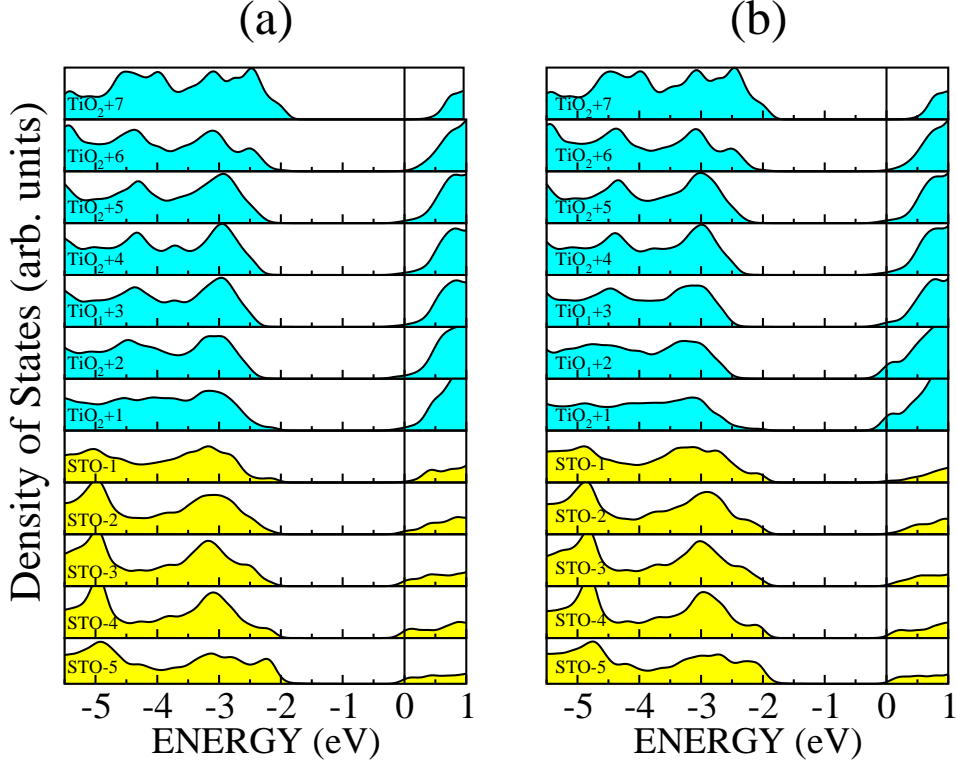 (a) (b)
Density of States (arb. units)
TiO₂+7
TiO₂+6
TiO₂+5
TiO₂+4
TiO₁+3
TiO₂+2
TiO₂+1
STO-1
STO-2
STO-3
STO-4
STO-5
-5 -4 -3 -2 -1 0 1
ENERGY (eV)
TiO₂+7
TiO₂+6
TiO₂+5
TiO₂+4
TiO₁+3
TiO₁+2
TiO₂+1
STO-1
STO-2
STO-3
STO-4
STO-5
-5 -4 -3 -2 -1 0 1
ENERGY (eV)